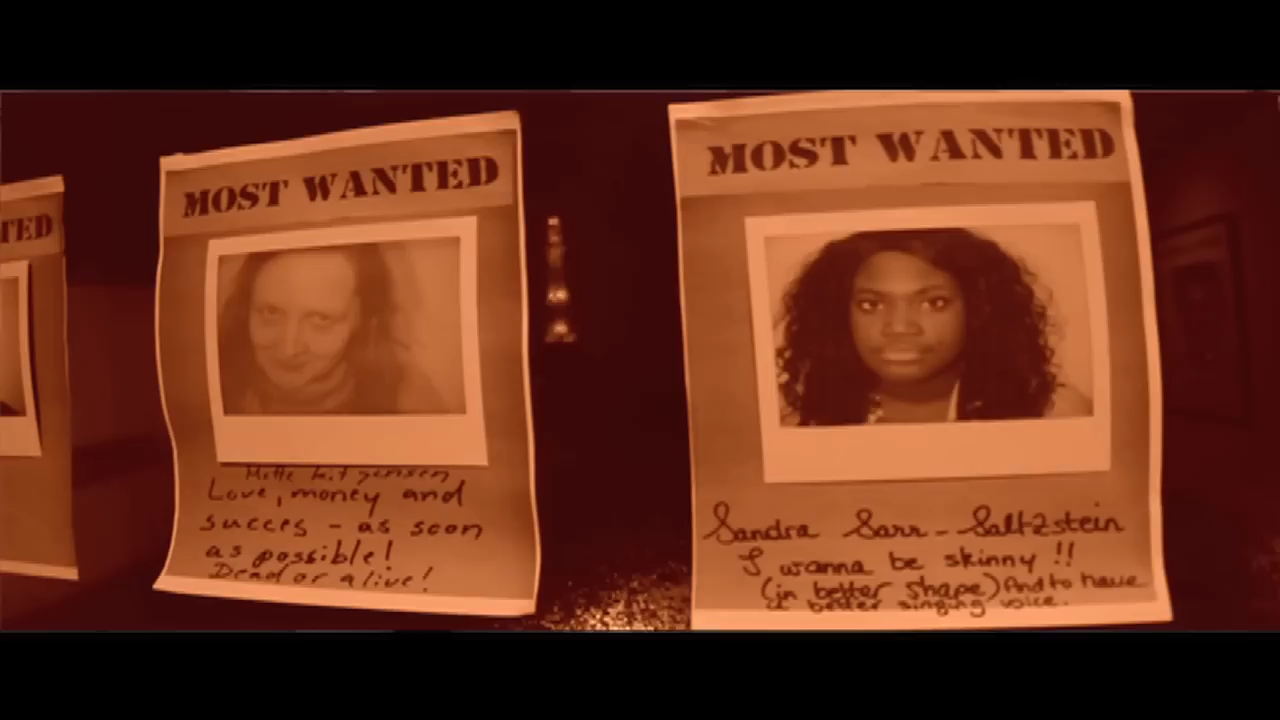 TED
MOST WANTED
Mette
Love, money and
succes - as soon
as possible!
Dead or alive!
MOST WANTED
Sandra Sarr-Saltzstein
I wanna be skinny!!
(in better shape) And to have
a better singing voice.